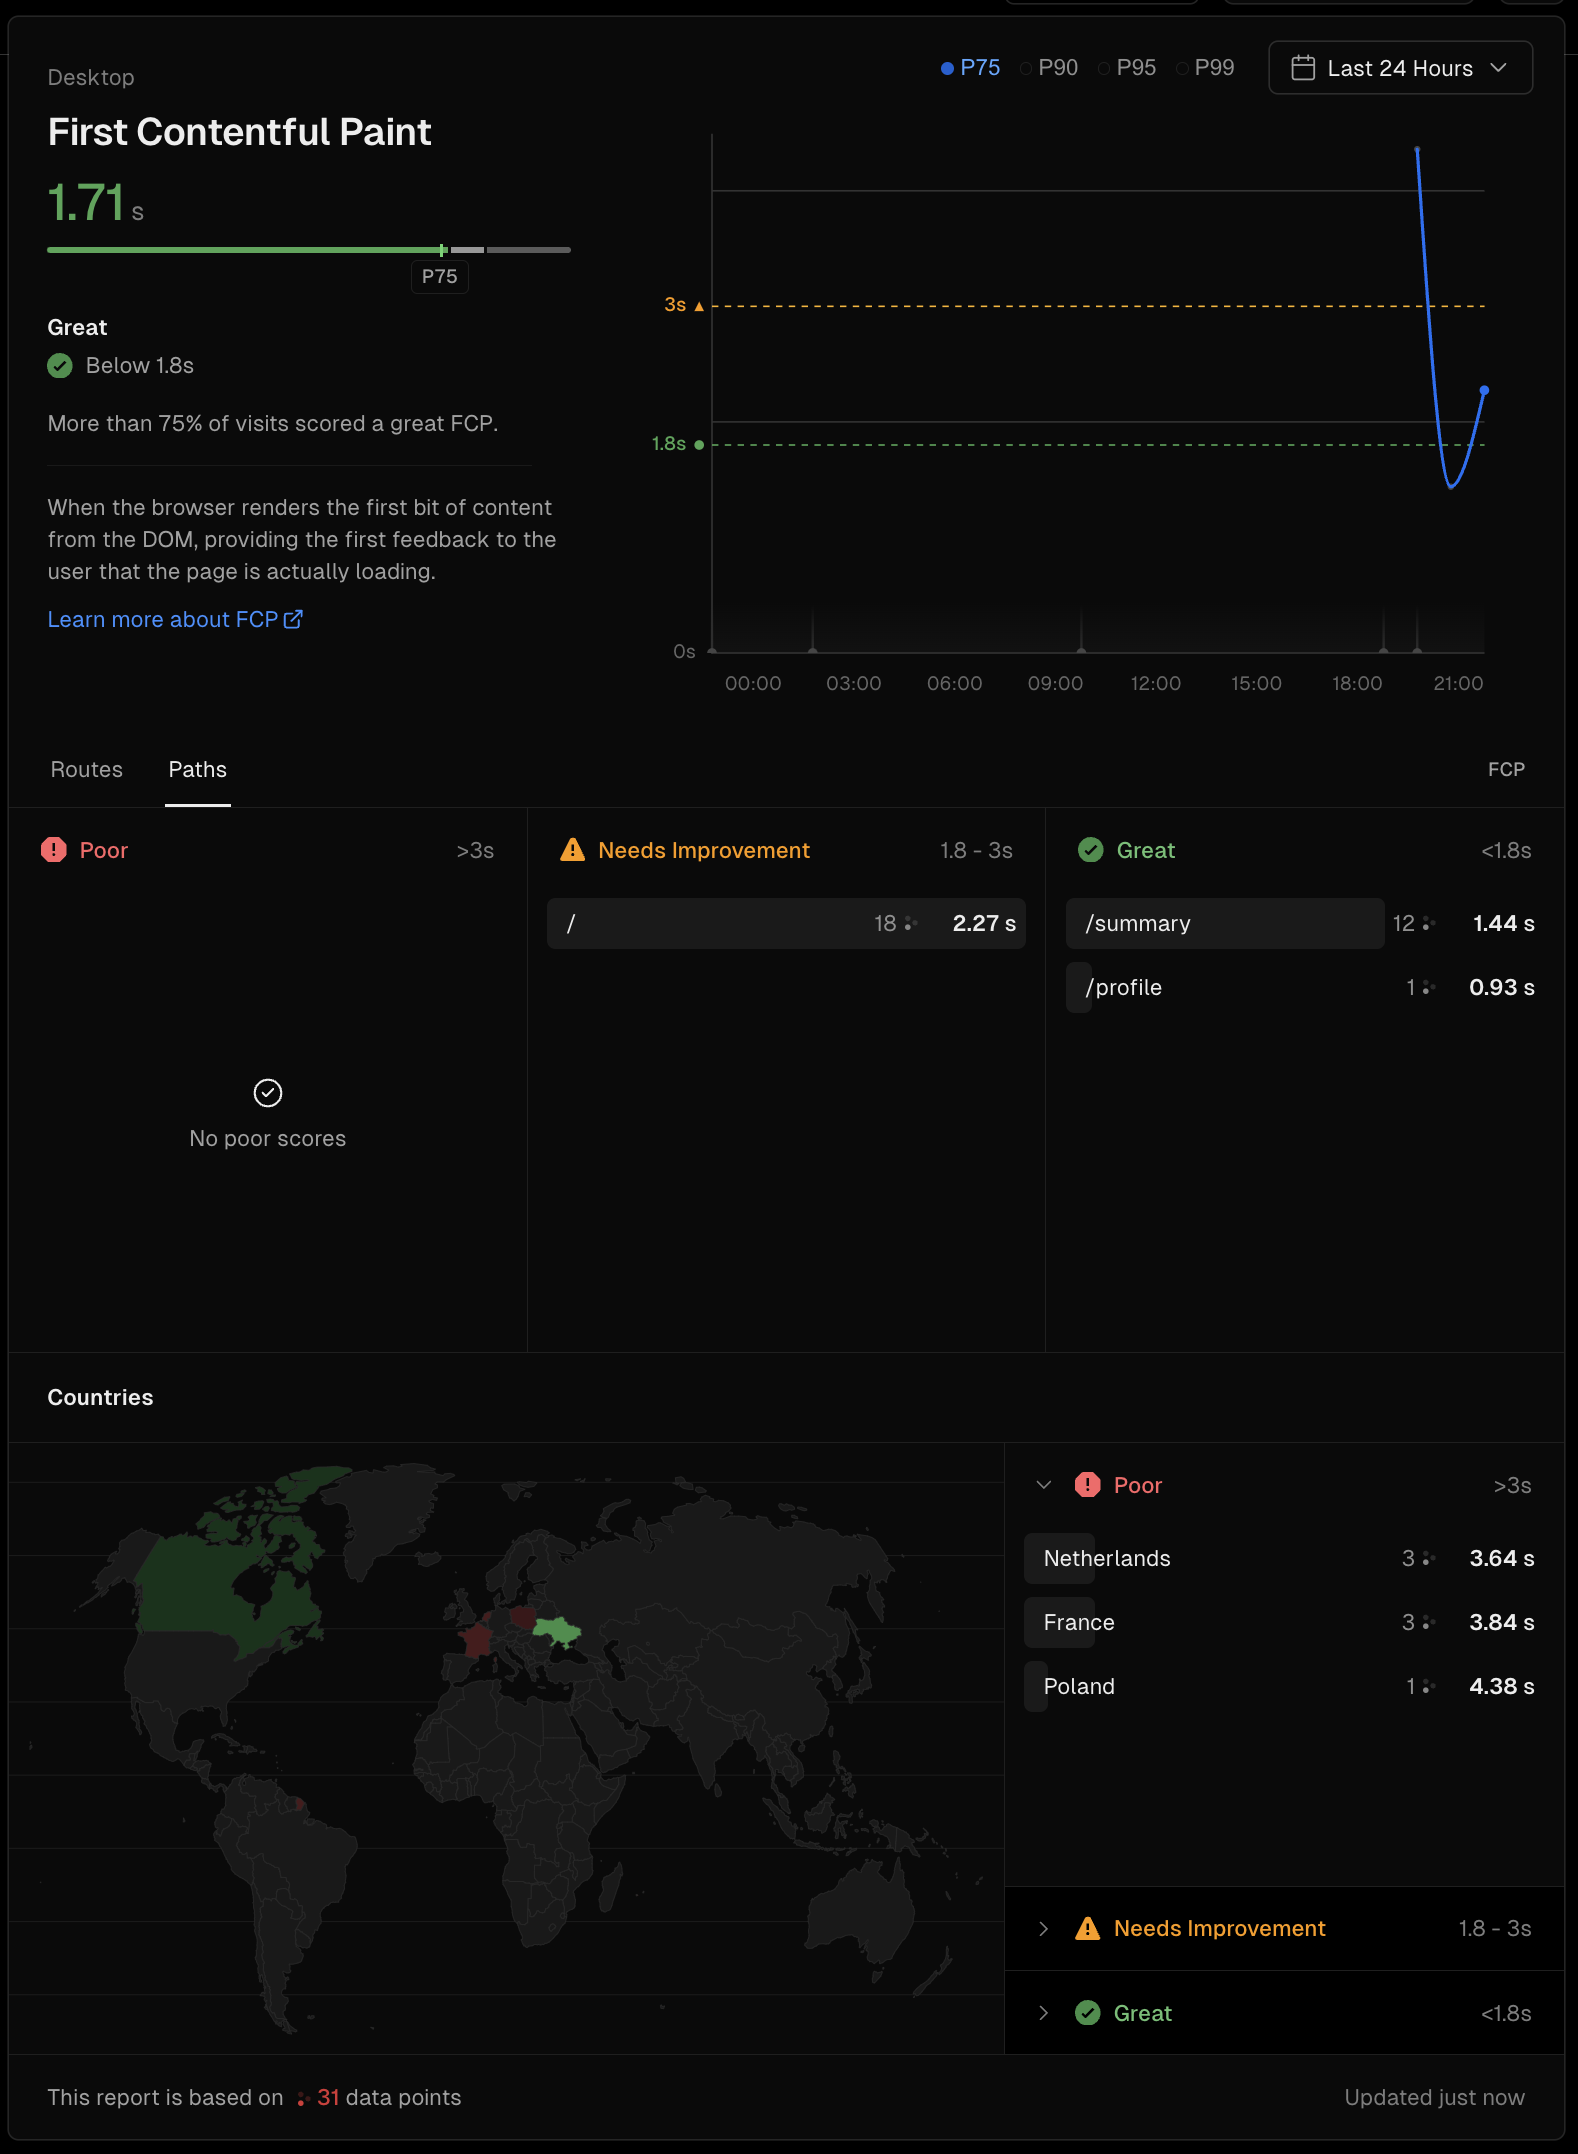 Desktop
First Contentful Paint
1.71 s
P75
Great
Below 1.8s
More than 75% of visits scored a great FCP.
When the browser renders the first bit of content
from the DOM, providing the first feedback to the
user that the page is actually loading.
Learn more about FCP
P75 P90 P95 P99
Last 24 Hours
3s
1.8s
0s
00:00 03:00 06:00 09:00 12:00 15:00 18:00 21:00
Routes Paths FCP
Poor >3s
No poor scores
Needs Improvement 1.8 - 3s
/ 18 2.27 s
Great <1.8s
/summary 12 1.44 s
/profile 1 0.93 s
Countries
Poor >3s
Netherlands 3 3.64 s
France 3 3.84 s
Poland 1 4.38 s
Needs Improvement 1.8 - 3s
Great <1.8s
This report is based on 31 data points
Updated just now